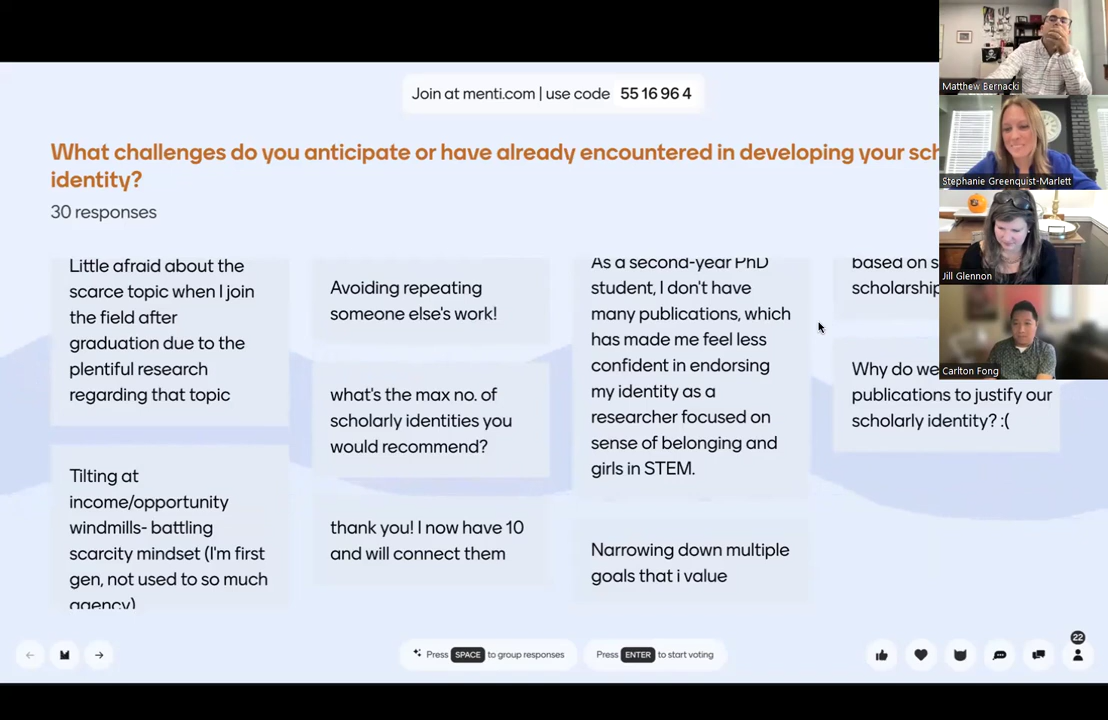 Join at menti.com | use code 55 16 96 4
What challenges do you anticipate or have already encountered in developing your sch
identity?
30 responses
Little afraid about the
scarce topic when I join
the field after
graduation due to the
plentiful research
regarding that topic
Tilting at
income/opportunity
windmills- battling
scarcity mindset (I'm first
gen, not used to so much
agency)
Avoiding repeating
someone else's work!
what's the max no. of
scholarly identities you
would recommend?
thank you! I now have 10
and will connect them
As a second-year PhD
student, I don't have
many publications, which
has made me feel less
confident in endorsing
my identity as a
researcher focused on
sense of belonging and
girls in STEM.
Narrowing down multiple
goals that i value
based on s
scholarship
Why do we
publications to justify our
scholarly identity? :(
Matthew Bernacki
Stephanie Greenquist-Marlett
Jill Glennon
Carlton Fong
Press SPACE to group responses
Press ENTER to start voting
22